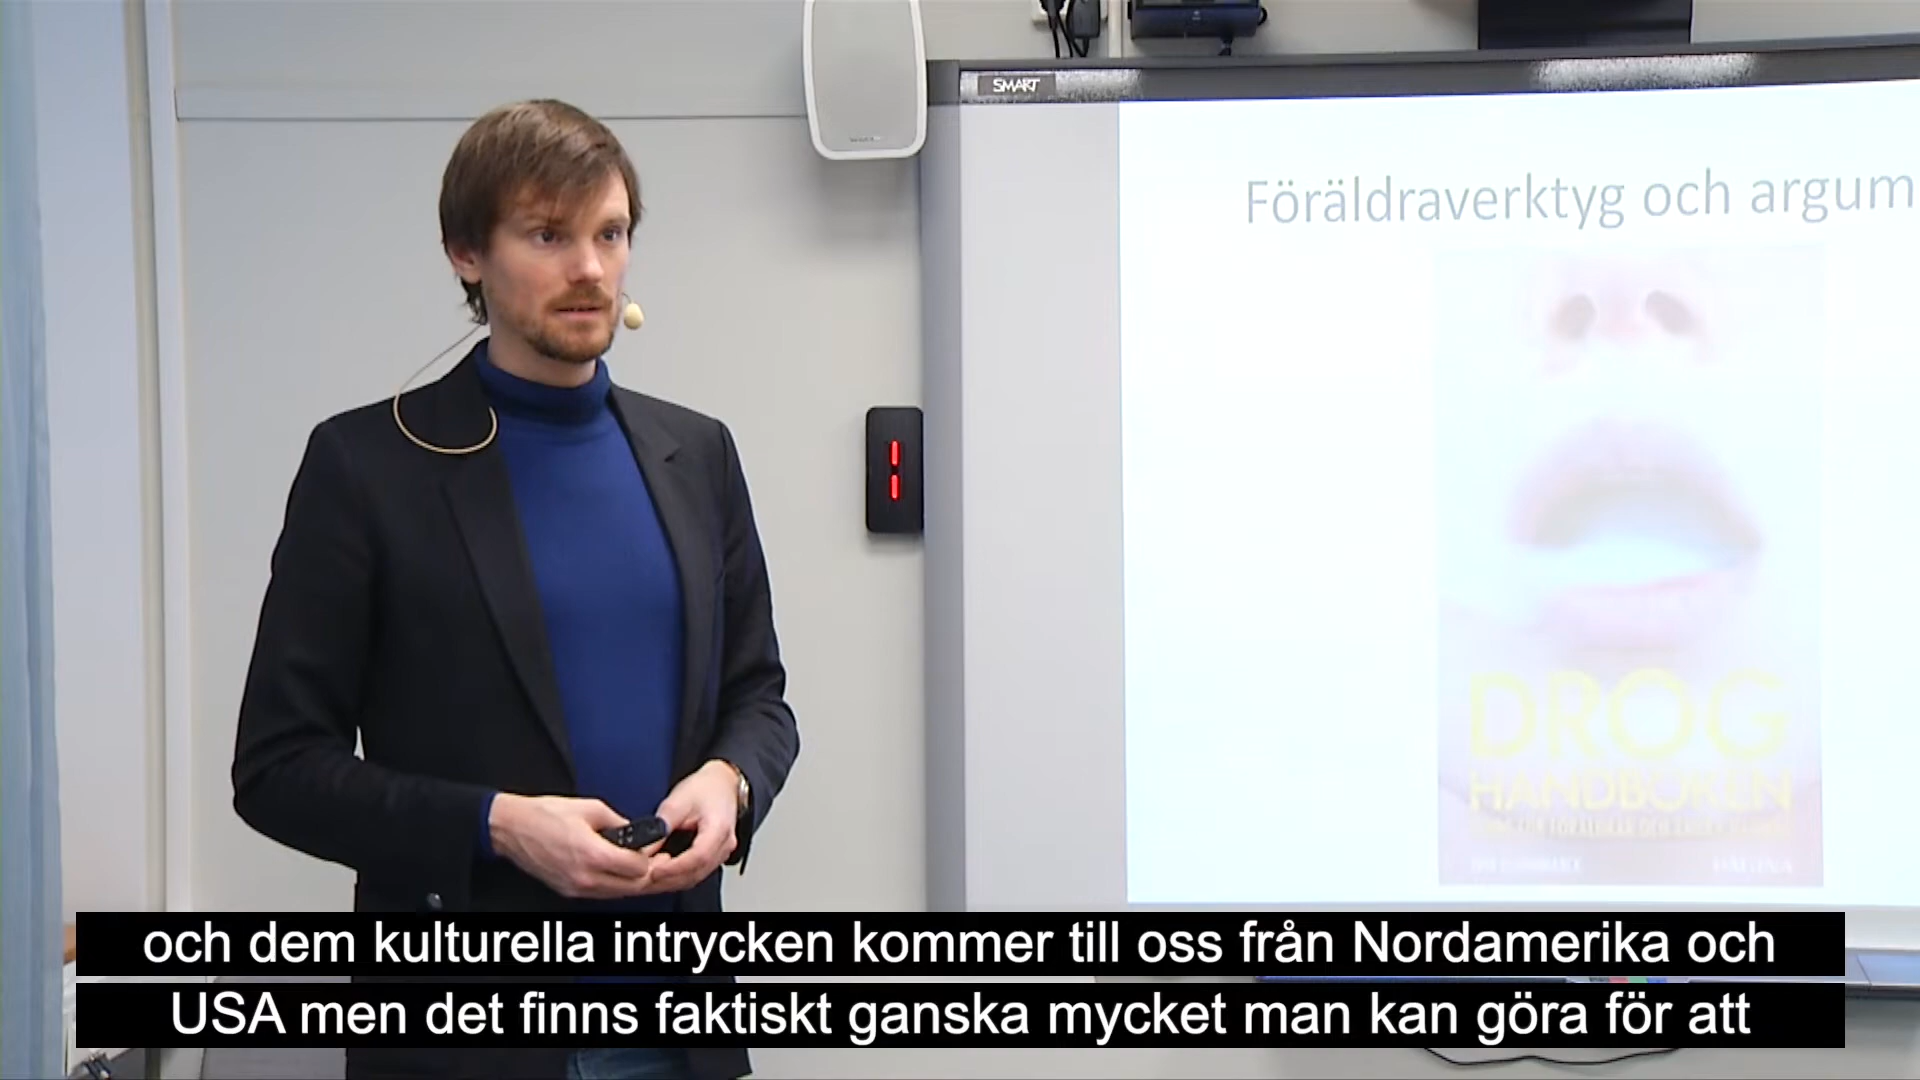 SMART
Föräldraverktyg och argum
DROG
HANDBOKEN
och dem kulturella intrycken kommer till oss från Nordamerika och
USA men det finns faktiskt ganska mycket man kan göra för att